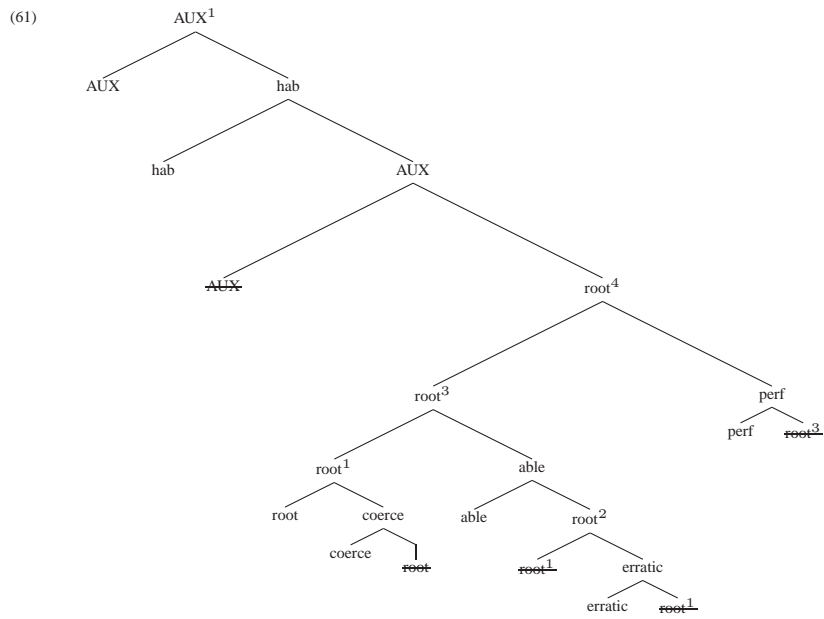 (61)
AUX¹
AUX hab
hab AUX
AUX root⁴
root³ perf
perf root³
root¹ able
root coerce able root²
coerce root root¹ erratic
erratic root¹